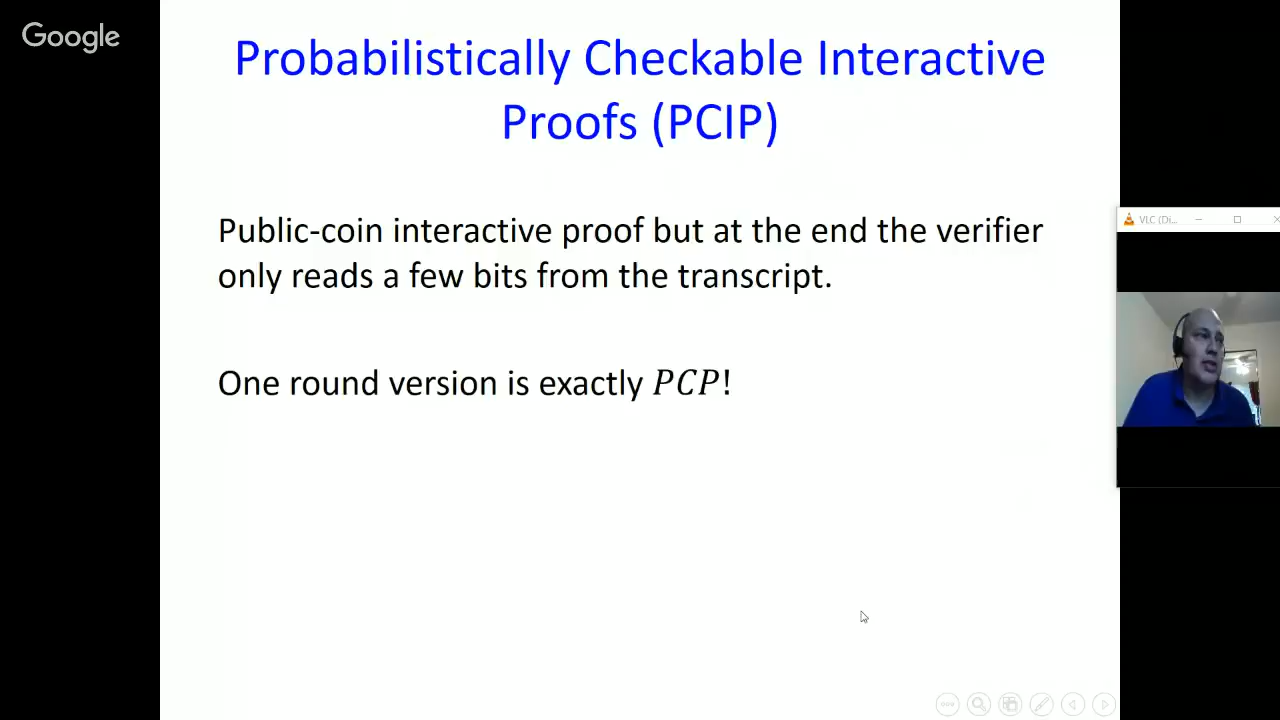 Google
Probabilistically Checkable Interactive
Proofs (PCIP)
VLC (Di...
Public-coin interactive proof but at the end the verifier
only reads a few bits from the transcript.
One round version is exactly PCP!